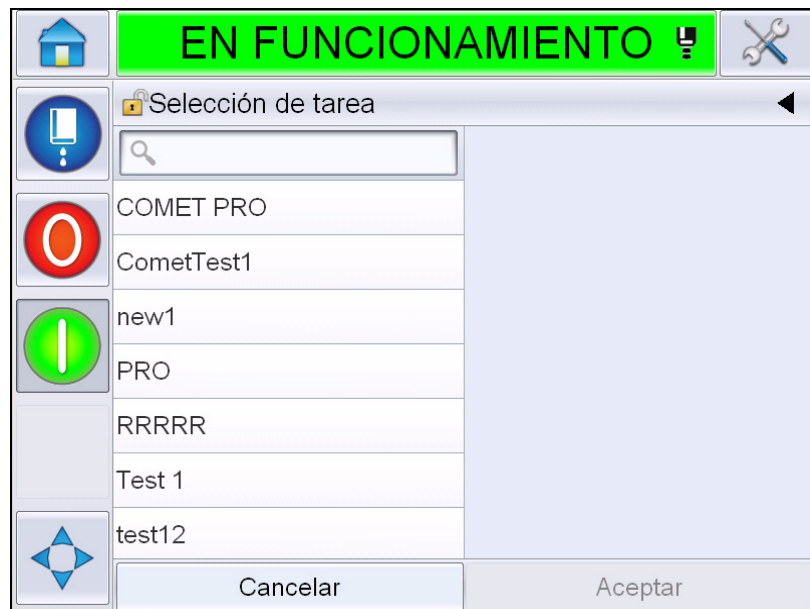 EN FUNCIONAMIENTO
Selección de tarea
COMET PRO
CometTest1
new1
PRO
RRRRR
Test 1
test12
Cancelar
Aceptar